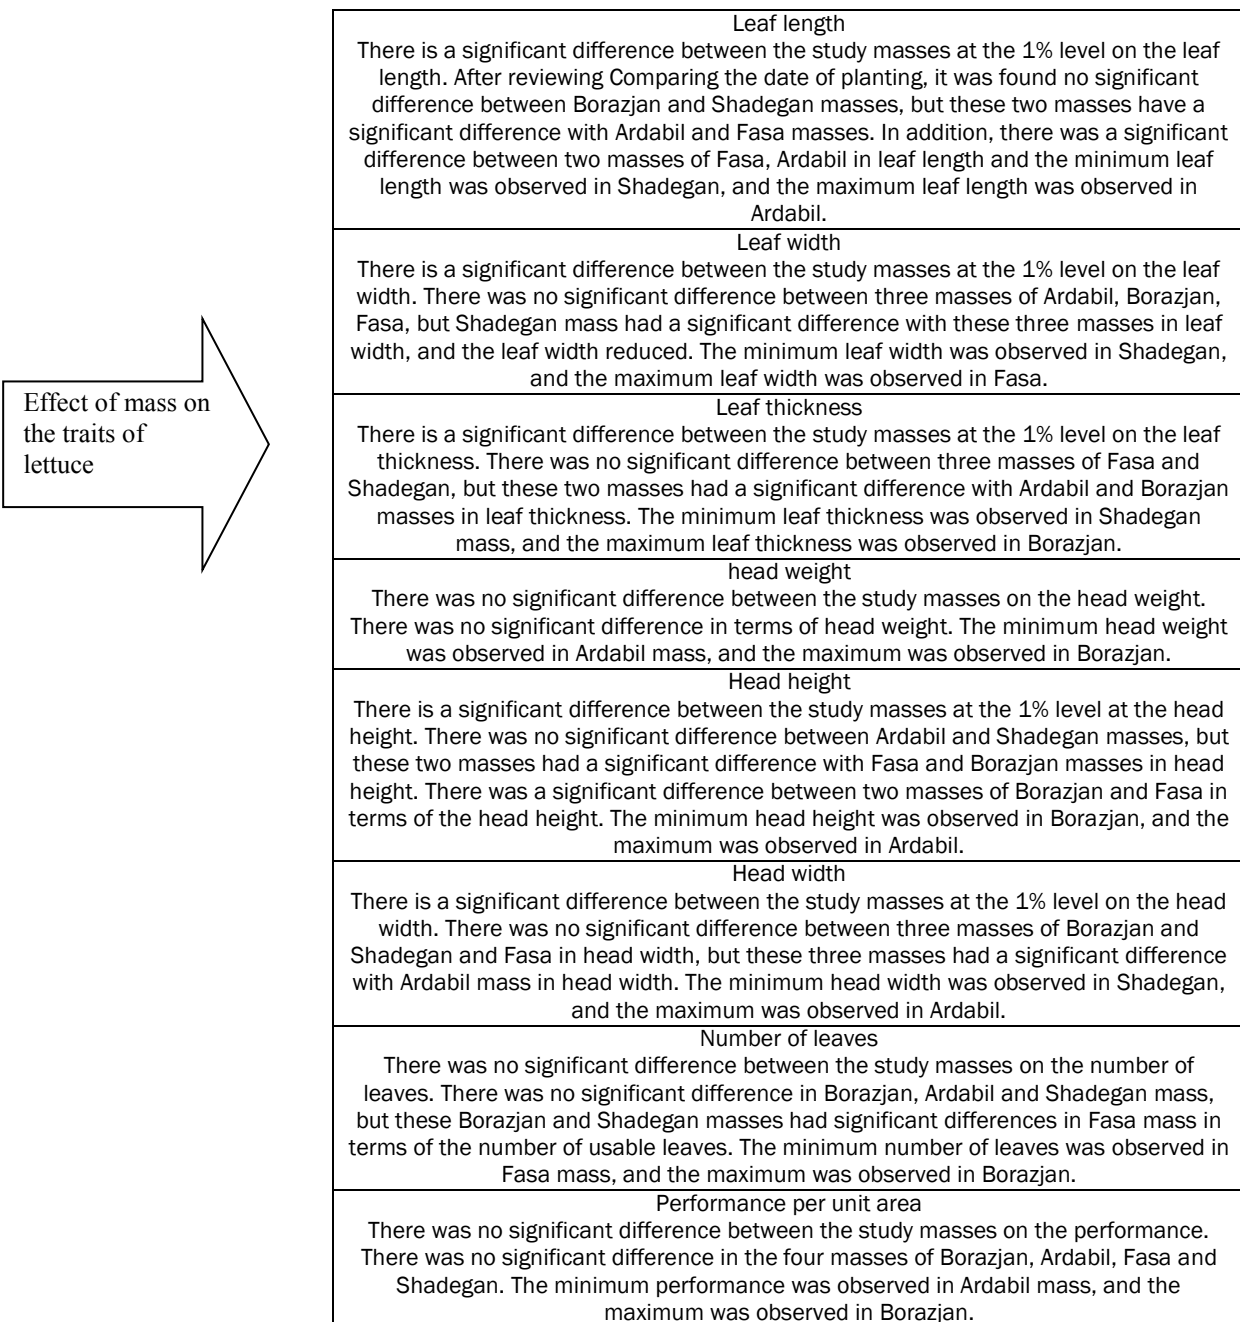 Effect of mass on
the traits of
lettuce
Leaf length
There is a significant difference between the study masses at the 1% level on the leaf
length. After reviewing Comparing the date of planting, it was found no significant
difference between Borazjan and Shadegan masses, but these two masses have a
significant difference with Ardabil and Fasa masses. In addition, there was a significant
difference between two masses of Fasa, Ardabil in leaf length and the minimum leaf
length was observed in Shadegan, and the maximum leaf length was observed in
Ardabil.
Leaf width
There is a significant difference between the study masses at the 1% level on the leaf
width. There was no significant difference between three masses of Ardabil, Borazjan,
Fasa, but Shadegan mass had a significant difference with these three masses in leaf
width, and the leaf width reduced. The minimum leaf width was observed in Shadegan,
and the maximum leaf width was observed in Fasa.
Leaf thickness
There is a significant difference between the study masses at the 1% level on the leaf
thickness. There was no significant difference between three masses of Fasa and
Shadegan, but these two masses had a significant difference with Ardabil and Borazjan
masses in leaf thickness. The minimum leaf thickness was observed in Shadegan
mass, and the maximum leaf thickness was observed in Borazjan.
head weight
There was no significant difference between the study masses on the head weight.
There was no significant difference in terms of head weight. The minimum head weight
was observed in Ardabil mass, and the maximum was observed in Borazjan.
Head height
There is a significant difference between the study masses at the 1% level at the head
height. There was no significant difference between Ardabil and Shadegan masses, but
these two masses had a significant difference with Fasa and Borazjan masses in head
height. There was a significant difference between two masses of Borazjan and Fasa in
terms of the head height. The minimum head height was observed in Borazjan, and the
maximum was observed in Ardabil.
Head width
There is a significant difference between the study masses at the 1% level on the head
width. There was no significant difference between three masses of Borazjan and
Shadegan and Fasa in head width, but these three masses had a significant difference
with Ardabil mass in head width. The minimum head width was observed in Shadegan,
and the maximum was observed in Ardabil.
Number of leaves
There was no significant difference between the study masses on the number of
leaves. There was no significant difference in Borazjan, Ardabil and Shadegan mass,
but these Borazjan and Shadegan masses had significant differences in Fasa mass in
terms of the number of usable leaves. The minimum number of leaves was observed in
Fasa mass, and the maximum was observed in Borazjan.
Performance per unit area
There was no significant difference between the study masses on the performance.
There was no significant difference in the four masses of Borazjan, Ardabil, Fasa and
Shadegan. The minimum performance was observed in Ardabil mass, and the
maximum was observed in Borazjan.